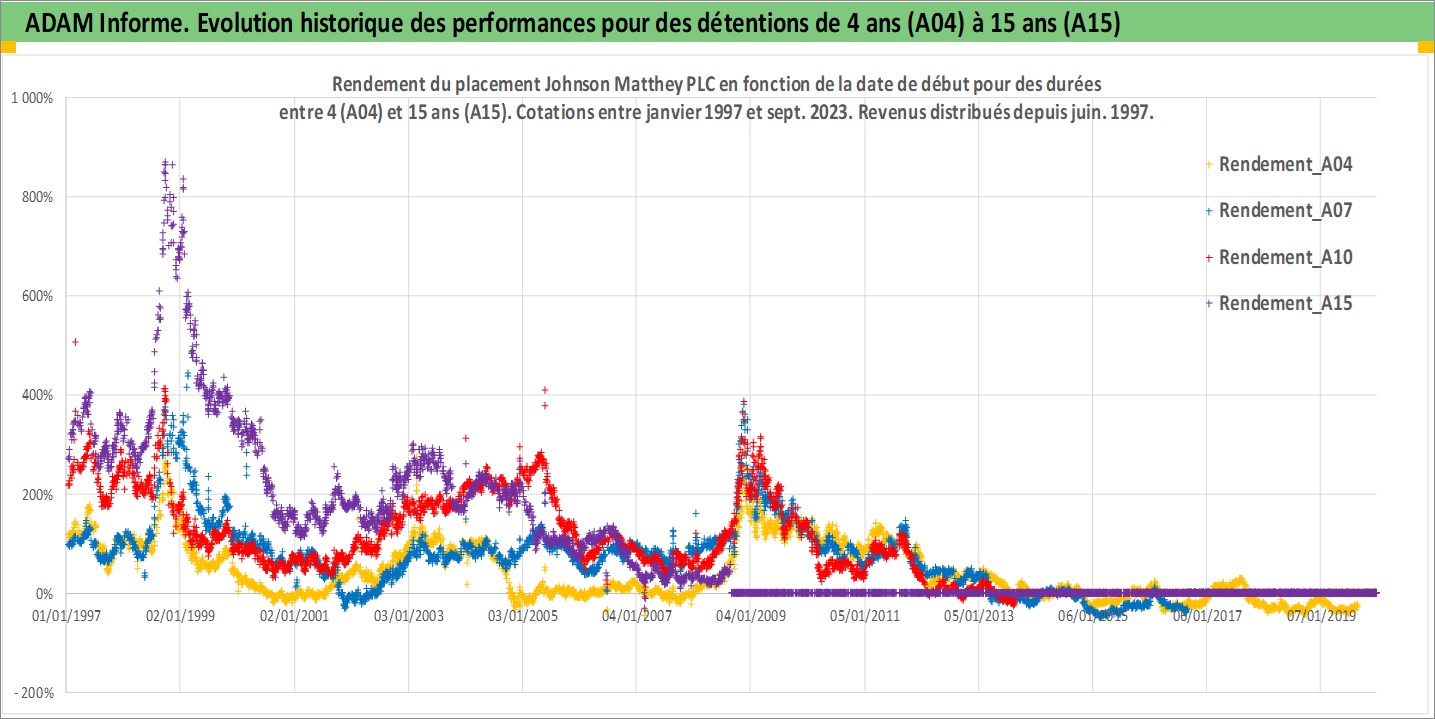 ADAM Informe. Evolution historique des performances pour des détentions de 4 ans (A04) à 15 ans (A15)
Rendement du placement Johnson Matthey PLC en fonction de la date de début pour des durées
entre 4 (A04) et 15 ans (A15). Cotations entre janvier 1997 et sept. 2023. Revenus distribués depuis juin. 1997.
1 000%
800%
600%
400%
200%
0%
-200%
Rendement_A04
Rendement_A07
Rendement_A10
Rendement_A15
01/01/1997 02/01/1999 02/01/2001 03/01/2003 03/01/2005 04/01/2007 04/01/2009 05/01/2011 05/01/2013 06/01/2015 06/01/2017 07/01/2019